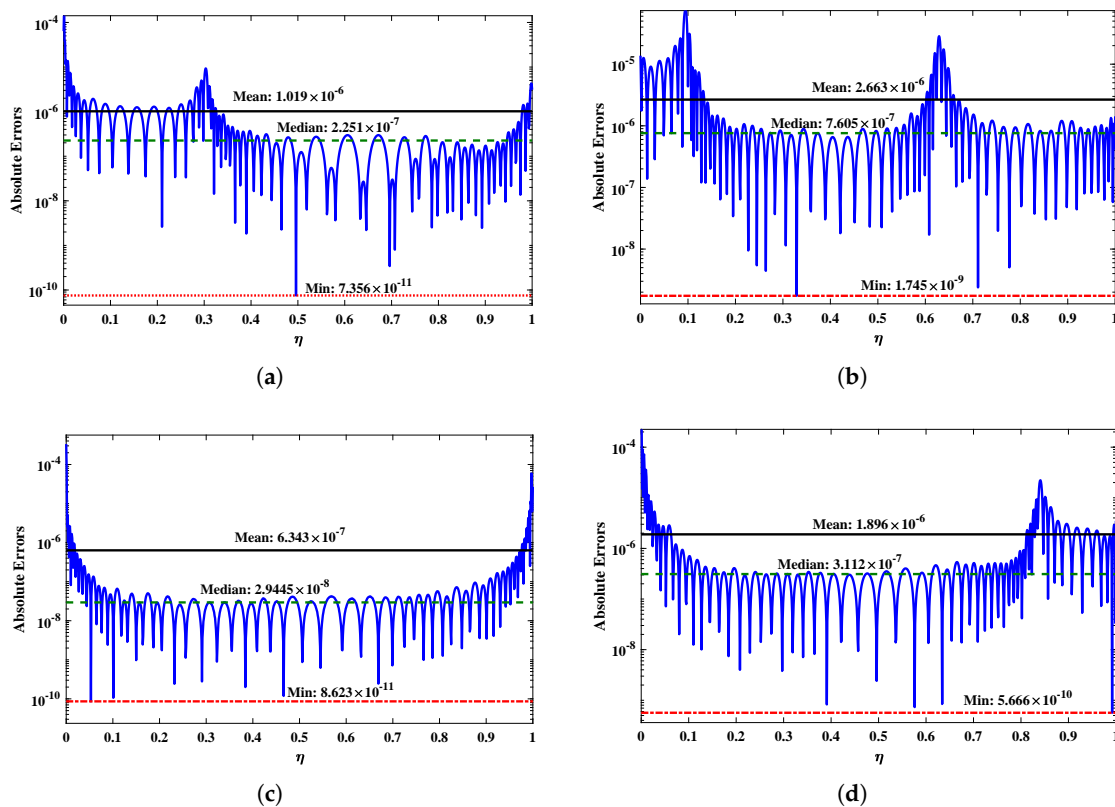 10^-4
10^-6
10^-8
10^-10
Absolute Errors
Mean: 1.019×10^-6
Median: 2.251×10^-7
Min: 7.356×10^-11
0 0.1 0.2 0.3 0.4 0.5 0.6 0.7 0.8 0.9 1
η
(a)
10^-5
10^-6
10^-7
10^-8
Absolute Errors
Mean: 2.663×10^-6
Median: 7.605×10^-7
Min: 1.745×10^-9
0 0.1 0.2 0.3 0.4 0.5 0.6 0.7 0.8 0.9 1
η
(b)
10^-4
10^-6
10^-8
10^-10
Absolute Errors
Mean: 6.343×10^-7
Median: 2.9445×10^-8
Min: 8.623×10^-11
0 0.1 0.2 0.3 0.4 0.5 0.6 0.7 0.8 0.9 1
η
(c)
10^-4
10^-6
10^-8
Absolute Errors
Mean: 1.896×10^-6
Median: 3.112×10^-7
Min: 5.666×10^-10
0 0.1 0.2 0.3 0.4 0.5 0.6 0.7 0.8 0.9 1
η
(d)